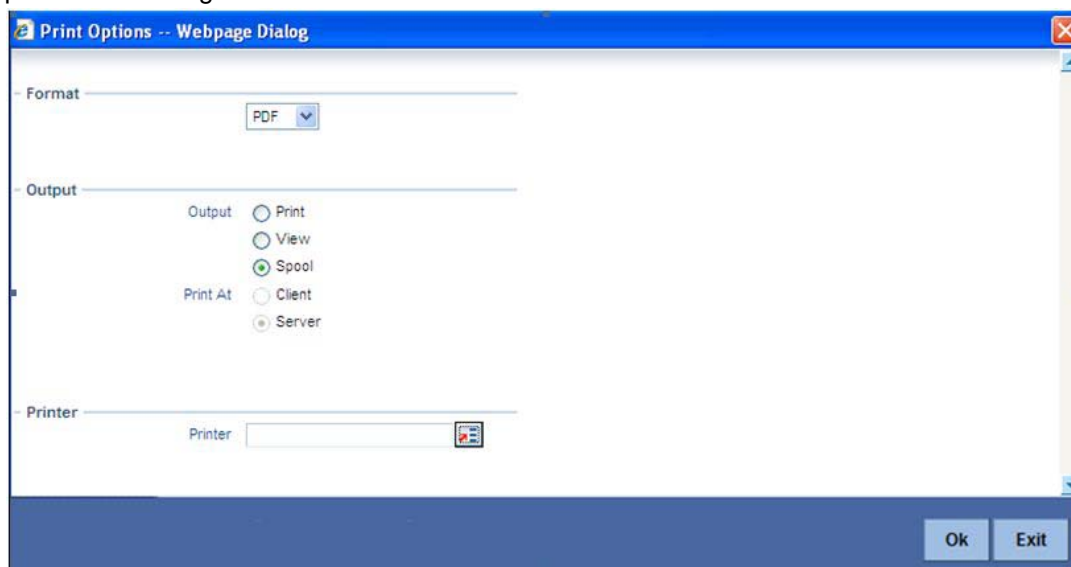 Print Options -- Webpage Dialog
Format
PDF
Output
Output Print
View
Spool
Print At Client
Server
Printer
Printer
Ok Exit